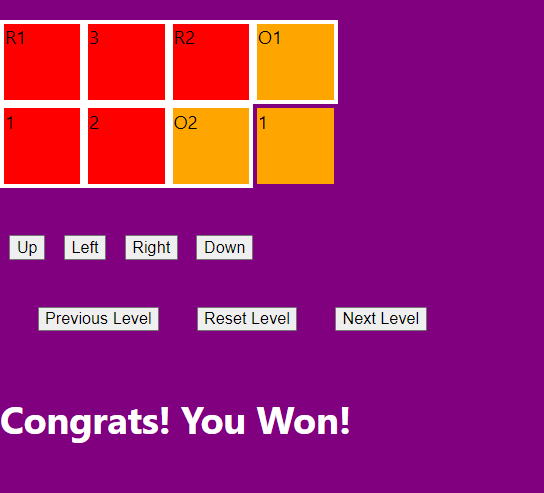 R1 3 R2 O1
1 2 O2 1
Up Left Right Down
Previous Level Reset Level Next Level
Congrats! You Won!